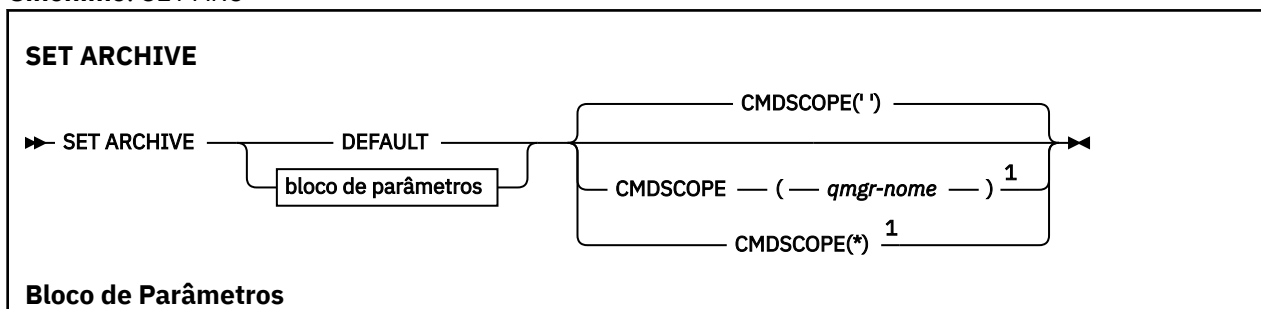 SET ARCHIVE
CMDSCOPE(' ')
SET ARCHIVE DEFAULT
bloco de parâmetros
CMDSCOPE ( qmgr-nome ) 1
CMDSCOPE(*) 1
Bloco de Parâmetros